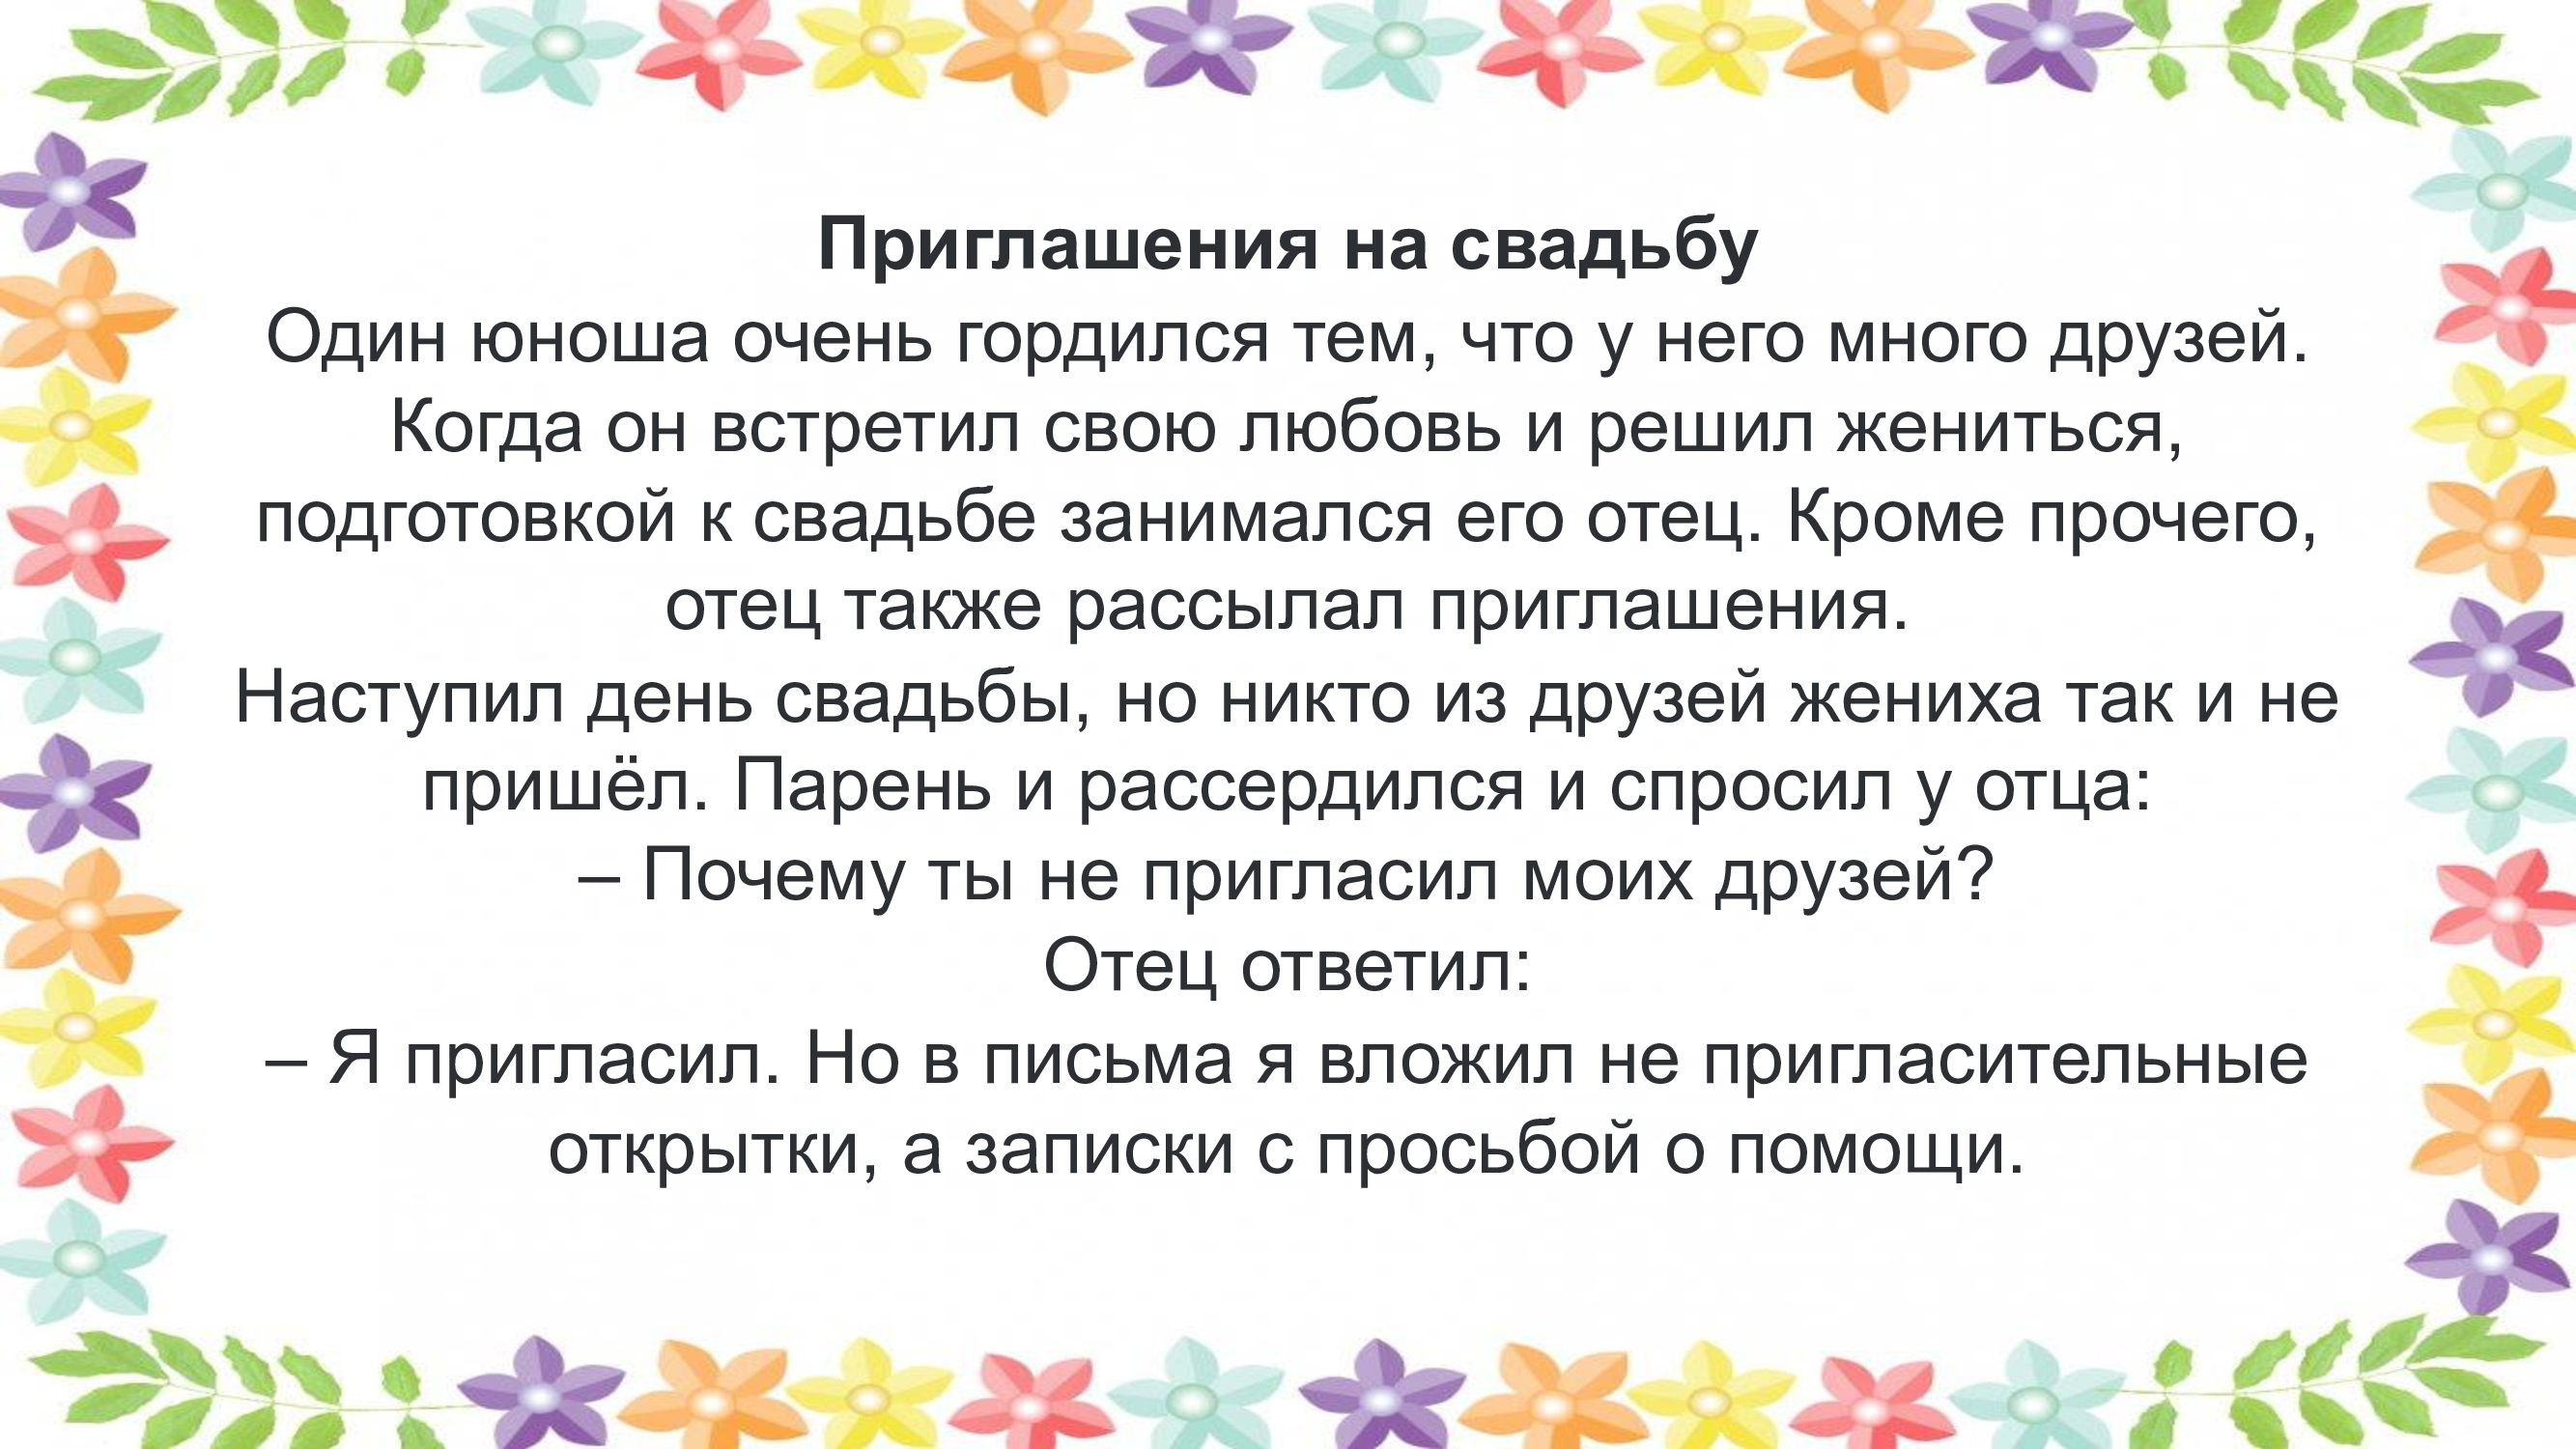 Приглашения на свадьбу
Один юноша очень гордился тем, что у него много друзей.
Когда он встретил свою любовь и решил жениться,
подготовкой к свадьбе занимался его отец. Кроме прочего,
отец также рассылал приглашения.
Наступил день свадьбы, но никто из друзей жениха так и не
пришёл. Парень и рассердился и спросил у отца:
– Почему ты не пригласил моих друзей?
Отец ответил:
– Я пригласил. Но в письма я вложил не пригласительные
открытки, а записки с просьбой о помощи.